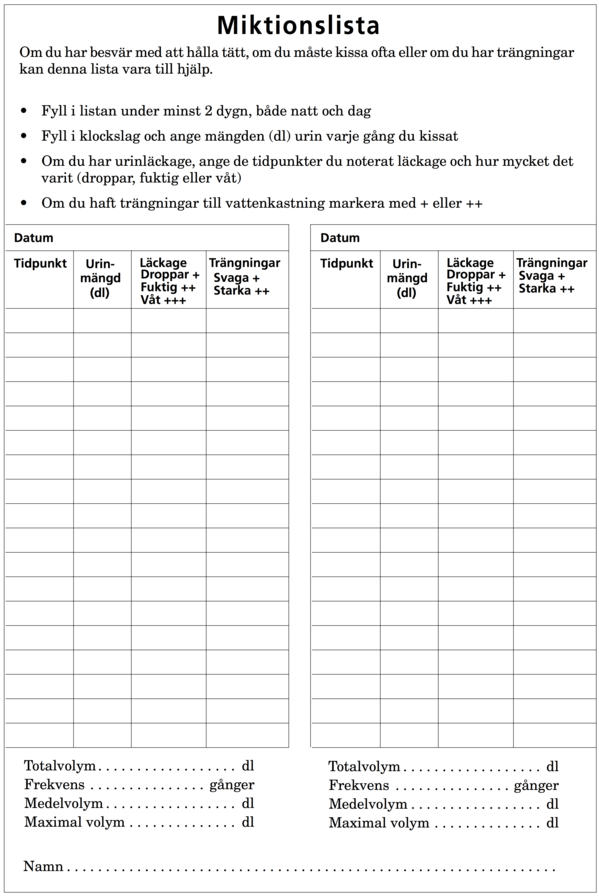 Miktionslista
Om du har besvär med att hålla tätt, om du måste kissa ofta eller om du har trängningar
kan denna lista vara till hjälp.
• Fyll i listan under minst 2 dygn, både natt och dag
• Fyll i klockslag och ange mängden (dl) urin varje gång du kissat
• Om du har urinläckage, ange de tidpunkter du noterat läckage och hur mycket det
varit (droppar, fuktig eller våt)
• Om du haft trängningar till vattenkastning markera med + eller ++
Datum
Tidpunkt
Urin-
mängd
(dl)
Läckage
Droppar +
Fuktig ++
Våt +++
Trängningar
Svaga +
Starka ++
Datum
Tidpunkt
Urin-
mängd
(dl)
Läckage
Droppar +
Fuktig ++
Våt +++
Trängningar
Svaga +
Starka ++
Totalvolym . . . . . . . . . . . . . . . . . . dl
Frekvens . . . . . . . . . . . . . . . gånger
Medelvolym . . . . . . . . . . . . . . . . . dl
Maximal volym . . . . . . . . . . . . . . dl
Totalvolym . . . . . . . . . . . . . . . . . . dl
Frekvens . . . . . . . . . . . . . . . gånger
Medelvolym . . . . . . . . . . . . . . . . . dl
Maximal volym . . . . . . . . . . . . . . dl
Namn . . . . . . . . . . . . . . . . . . . . . . . . . . . . . . . . . . . . . . . . . . . . . . . . . . . . . . . . . . . . . . .